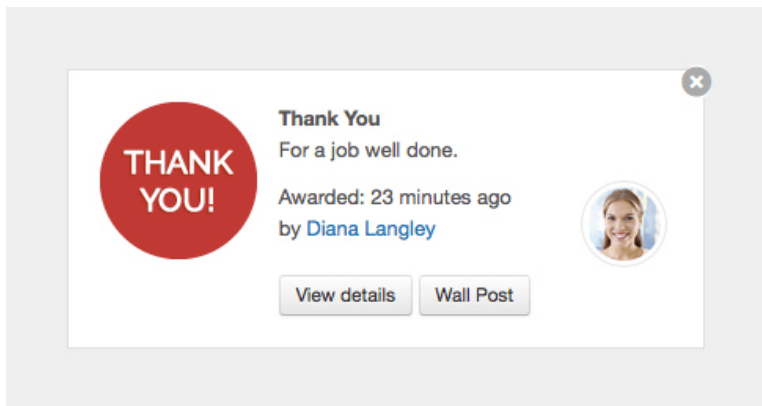 THANK
YOU!
Thank You
For a job well done.
Awarded: 23 minutes ago
by Diana Langley
View details
Wall Post